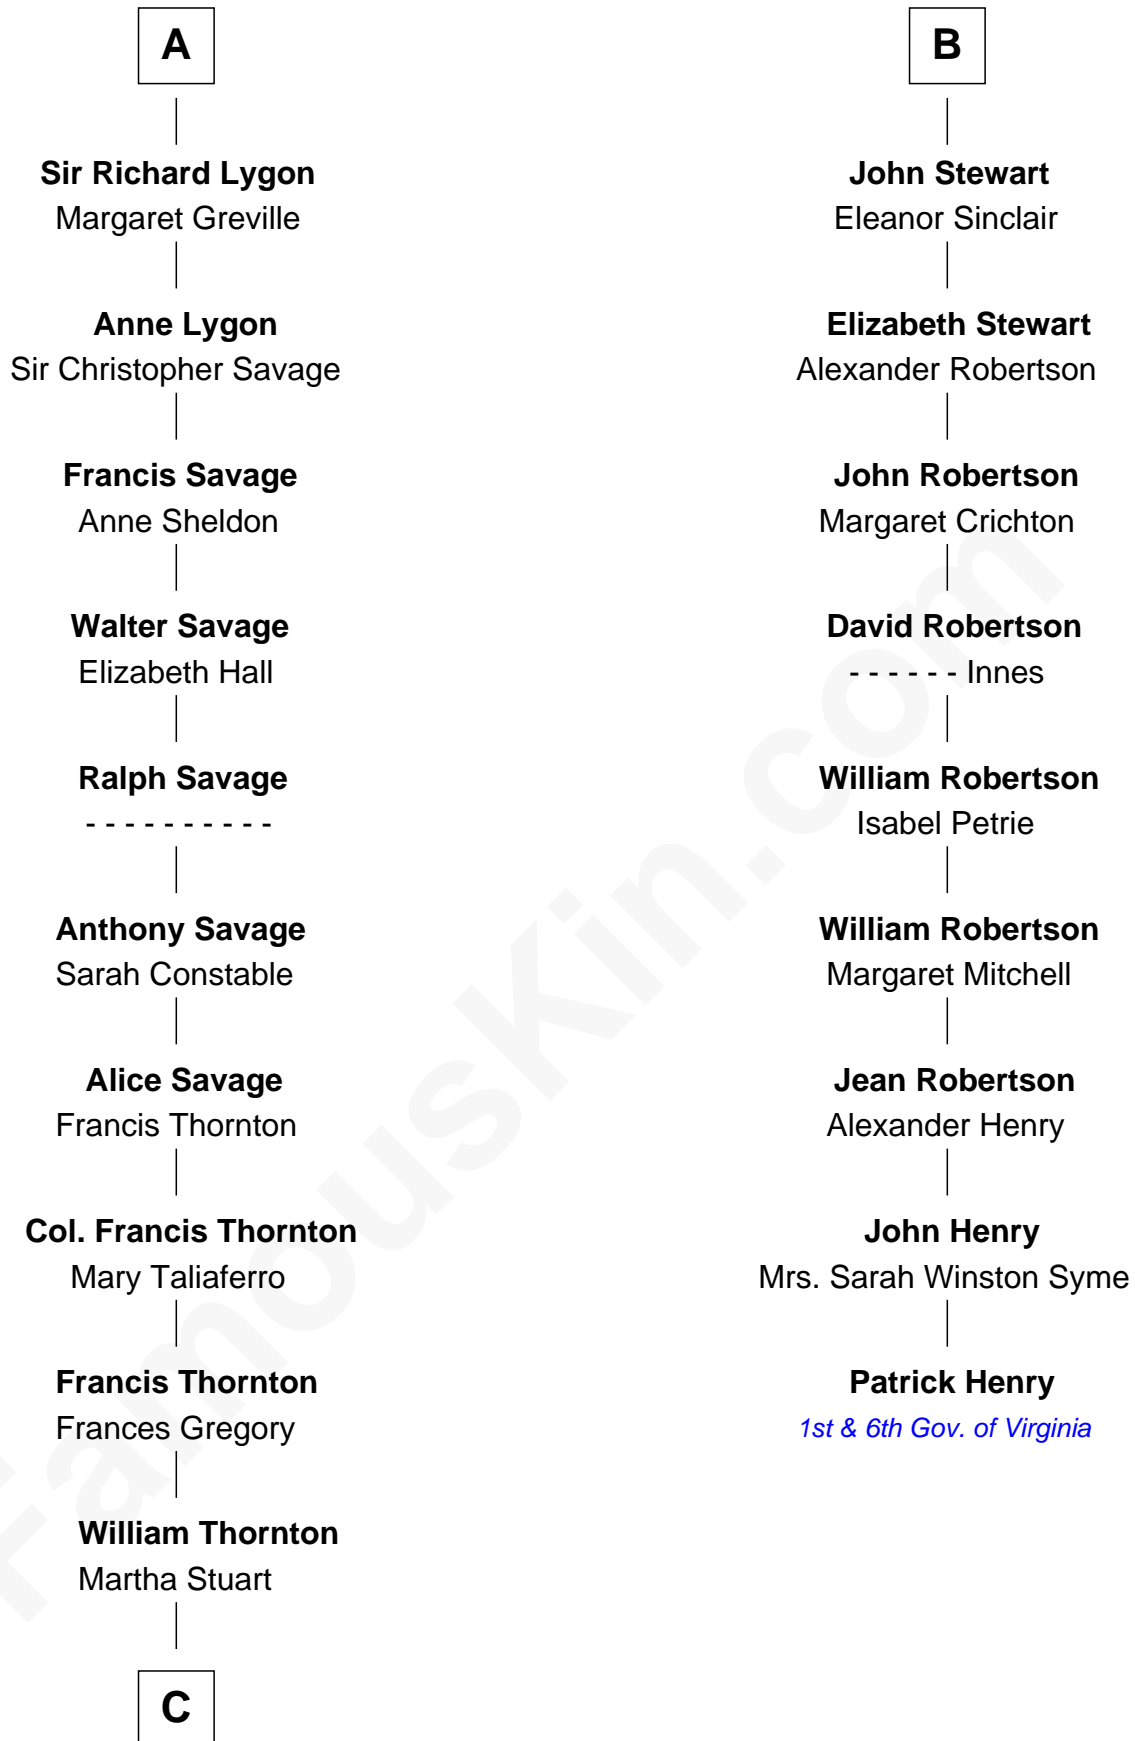 A
Sir Richard Lygon
Margaret Greville
Anne Lygon
Sir Christopher Savage
Francis Savage
Anne Sheldon
Walter Savage
Elizabeth Hall
Ralph Savage
- - - - - - - - - -
Anthony Savage
Sarah Constable
Alice Savage
Francis Thornton
Col. Francis Thornton
Mary Taliaferro
Francis Thornton
Frances Gregory
William Thornton
Martha Stuart
C
B
John Stewart
Eleanor Sinclair
Elizabeth Stewart
Alexander Robertson
John Robertson
Margaret Crichton
David Robertson
- - - - - - Innes
William Robertson
Isabel Petrie
William Robertson
Margaret Mitchell
Jean Robertson
Alexander Henry
John Henry
Mrs. Sarah Winston Syme
Patrick Henry
1st & 6th Gov. of Virginia
FamousKin.com